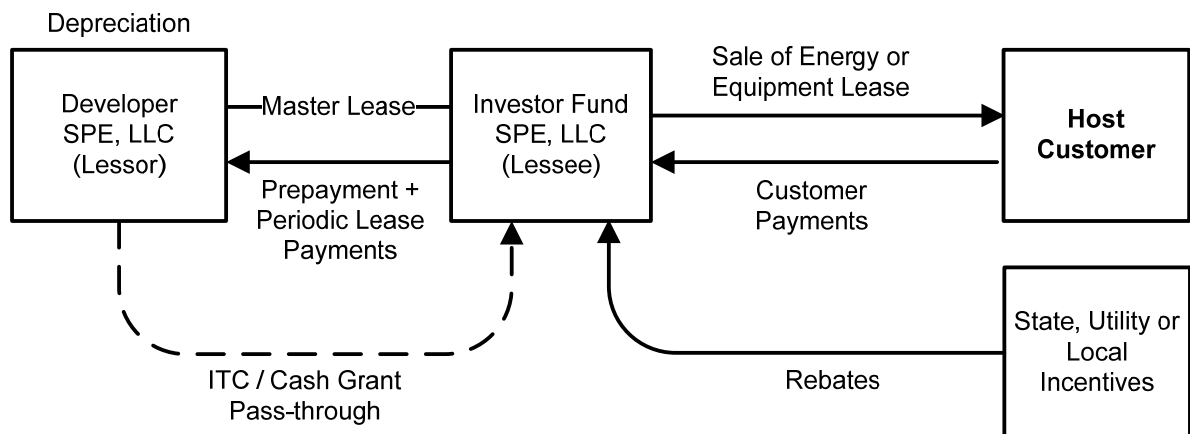 Depreciation
Developer
SPE, LLC
(Lessor)
Master Lease
Prepayment +
Periodic Lease
Payments
Investor Fund
SPE, LLC
(Lessee)
Sale of Energy or
Equipment Lease
Customer
Payments
Host
Customer
ITC / Cash Grant
Pass-through
Rebates
State, Utility or
Local
Incentives